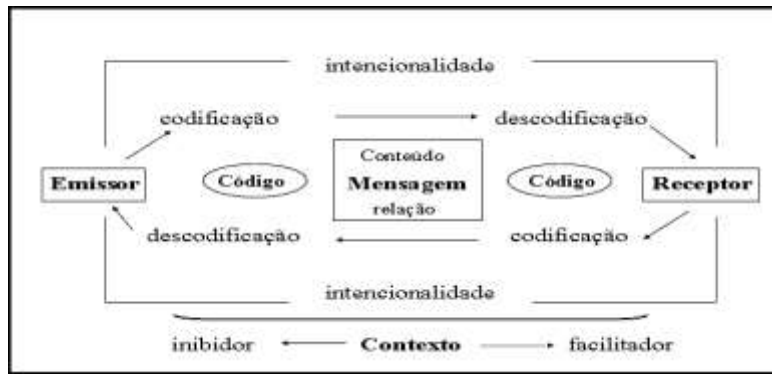 intencionalidade
codificação descodificação
Conteúdo
Emissor Código Mensagem Código Receptor
relação
descodificação codificação
intencionalidade
inibidor Contexto facilitador